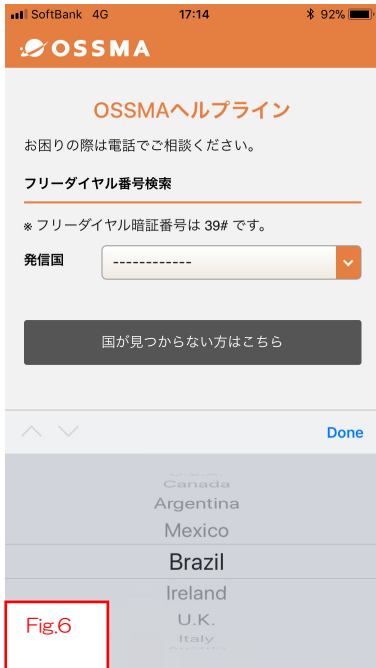 SoftBank 4G 17:14 92%
OSSMA
OSSMAヘルプライン
お困りの際は電話でご相談ください。
フリーダイヤル番号検索
※ フリーダイヤル暗証番号は 39# です。
発信国 ------------
国が見つからない方はこちら
Done
Canada
Argentina
Mexico
Brazil
Ireland
U.K.
Italy
Fig.6